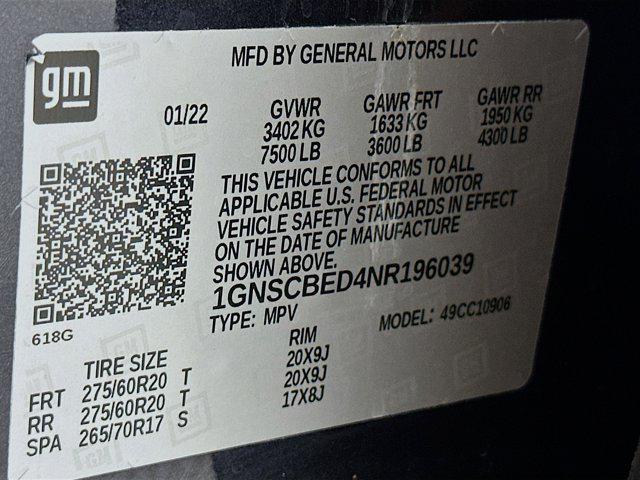 gm
MFD BY GENERAL MOTORS LLC
01/22 GVWR GAWR FRT GAWR RR
3402 KG 1633 KG 1950 KG
7500 LB 3600 LB 4300 LB
THIS VEHICLE CONFORMS TO ALL
APPLICABLE U.S. FEDERAL MOTOR
VEHICLE SAFETY STANDARDS IN EFFECT
ON THE DATE OF MANUFACTURE
SHOWN ABOVE.
1GNSCBED4NR196039
618G
TYPE: MPV MODEL: 49CC10906
TIRE SIZE RIM
FRT 275/60R20 T 20X9J
RR 275/60R20 T 20X9J
SPA 265/70R17 S 17X8J